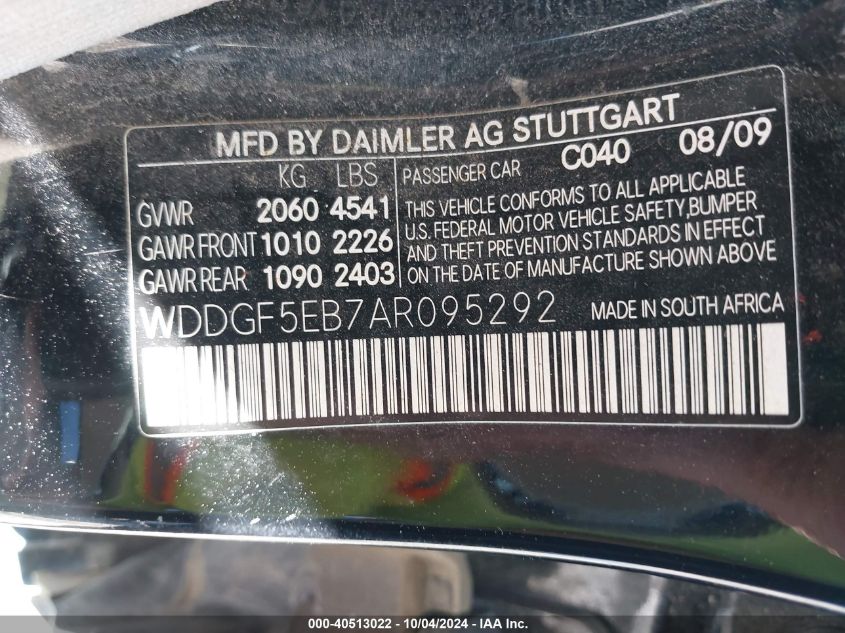 MFD BY DAIMLER AG STUTTGART
C040 08/09
KG LBS
GVWR 2060 4541
GAWR FRONT 1010 2226
GAWR REAR 1090 2403
PASSENGER CAR
THIS VEHICLE CONFORMS TO ALL APPLICABLE
U.S. FEDERAL MOTOR VEHICLE SAFETY,BUMPER
AND THEFT PREVENTION STANDARDS IN EFFECT
ON THE DATE OF MANUFACTURE SHOWN ABOVE
WDDGF5EB7AR095292
MADE IN SOUTH AFRICA
000-40513022 - 10/04/2024 - IAA Inc.